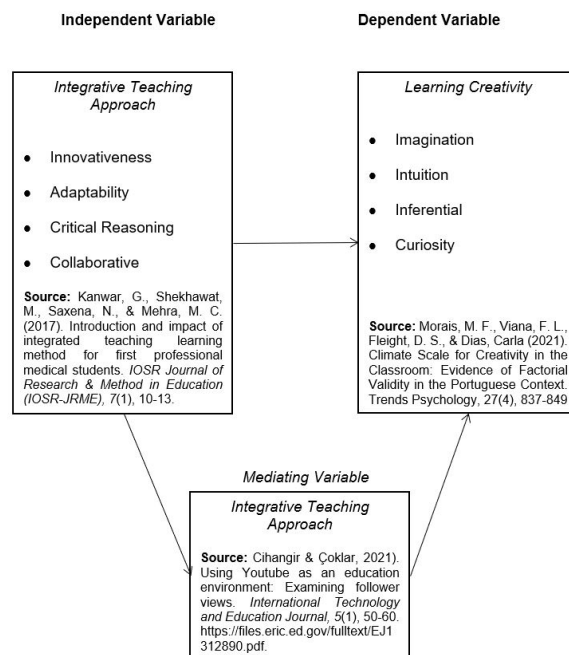 Independent Variable
Dependent Variable
Integrative Teaching
Approach
● Innovativeness
● Adaptability
● Critical Reasoning
● Collaborative
Source: Kanwar, G., Shekhawat,
M., Saxena, N., & Mehra, M. C.
(2017). Introduction and impact of
integrated teaching learning
method for first professional
medical students. IOSR Journal of
Research & Method in Education
(IOSR-JRME), 7(1), 10-13.
Learning Creativity
● Imagination
● Intuition
● Inferential
● Curiosity
Source: Morais, M. F., Viana, F. L.,
Fleight, D. S., & Dias, Carla (2021).
Climate Scale for Creativity in the
Classroom: Evidence of Factorial
Validity in the Portuguese Context.
Trends Psychology, 27(4), 837-849
Mediating Variable
Integrative Teaching
Approach
Source: Cihangir & Çoklar, 2021).
Using Youtube as an education
environment: Examining follower
views. International Technology
and Education Journal, 5(1), 50-60.
https://files.eric.ed.gov/fulltext/EJ1
312890.pdf.